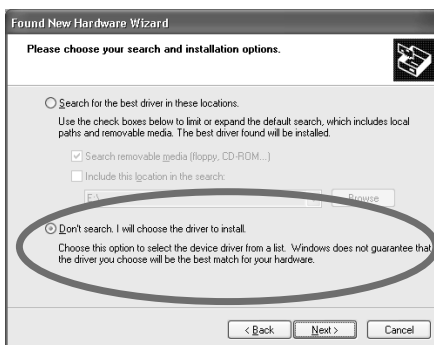 Found New Hardware Wizard
Please choose your search and installation options.
Search for the best driver in these locations.
Use the check boxes below to limit or expand the default search, which includes local
paths and removable media. The best driver found will be installed.
Search removable media (floppy, CD-ROM...)
Include this location in the search:
E:\
Browse
Don't search. I will choose the driver to install.
Choose this option to select the device driver from a list. Windows does not guarantee that
the driver you choose will be the best match for your hardware.
< Back
Next >
Cancel